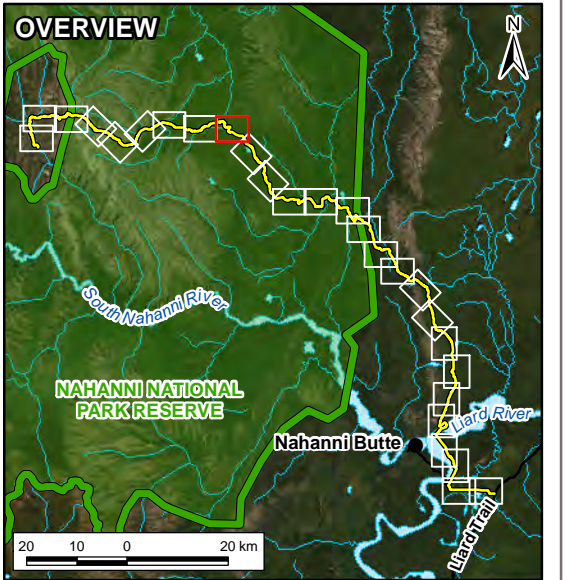 OVERVIEW
N
South Nahanni River
NAHANNI NATIONAL
PARK RESERVE
Liard River
Nahanni Butte
Liard Trail
20 10 0 20 km